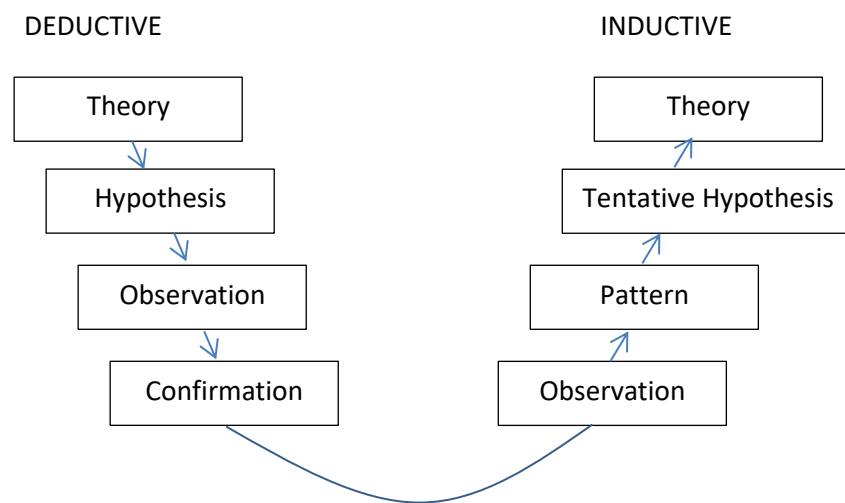 DEDUCTIVE
Theory
Hypothesis
Observation
Confirmation
INDUCTIVE
Theory
Tentative Hypothesis
Pattern
Observation